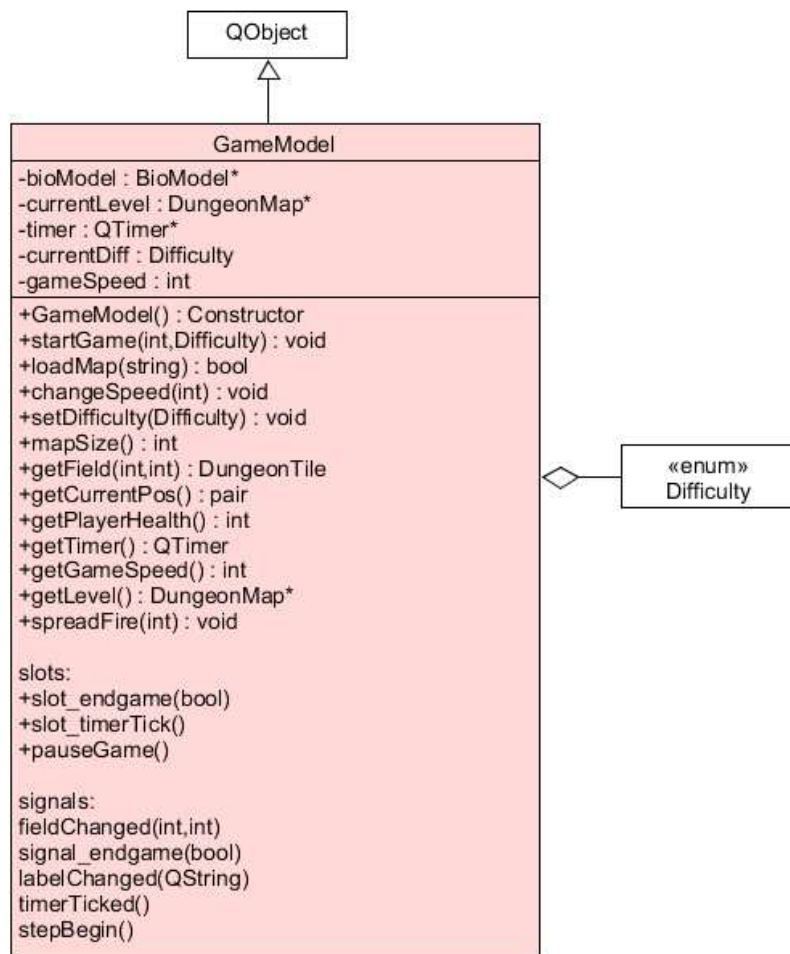 QObject
GameModel
-bioModel : BioModel*
-currentLevel : DungeonMap*
-timer : QTimer*
-currentDiff : Difficulty
-gameSpeed : int
+GameModel() : Constructor
+startGame(int,Difficulty) : void
+loadMap(string) : bool
+changeSpeed(int) : void
+setDifficulty(Difficulty) : void
+mapSize() : int
+getField(int,int) : DungeonTile
+getCurrentPos() : pair
+getPlayerHealth() : int
+getTimer() : QTimer
+getGameSpeed() : int
+getLevel() : DungeonMap*
+spreadFire(int) : void
slots:
+slot_endgame(bool)
+slot_timerTick()
+pauseGame()
signals:
fieldChanged(int,int)
signal_endgame(bool)
labelChanged(QString)
timerTicked()
stepBegin()
«enum»
Difficulty